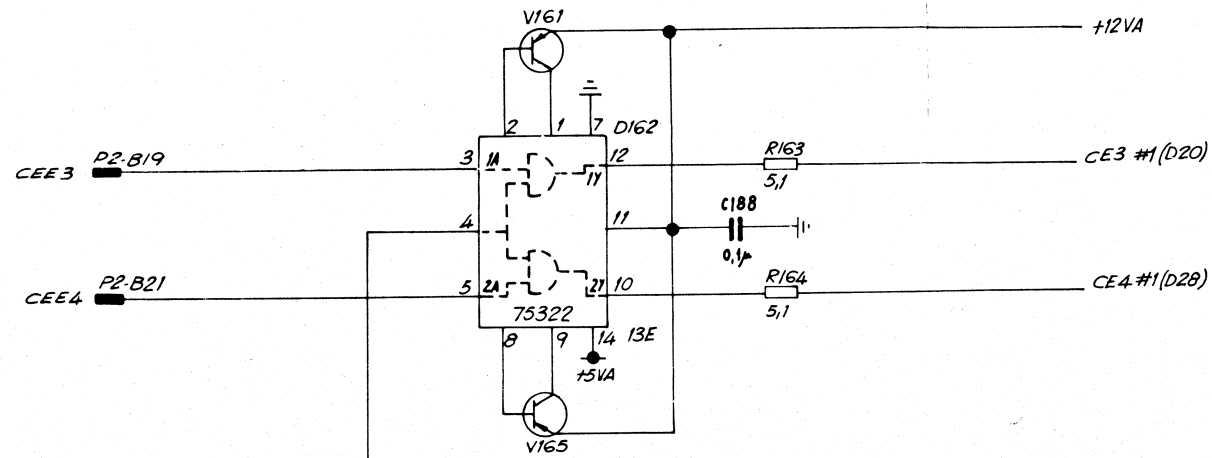 V161
+12VA
2 1 7 D162
CEE3 P2-B19 3 1A 1Y 12 R163 5,1 CE3 #1(D20)
4 11 C188 0,1µ
CEE4 P2-B21 5 2A 2Y 10 R164 5,1 CE4 #1(D28)
75322
8 9 14 13E
+5VA
V165